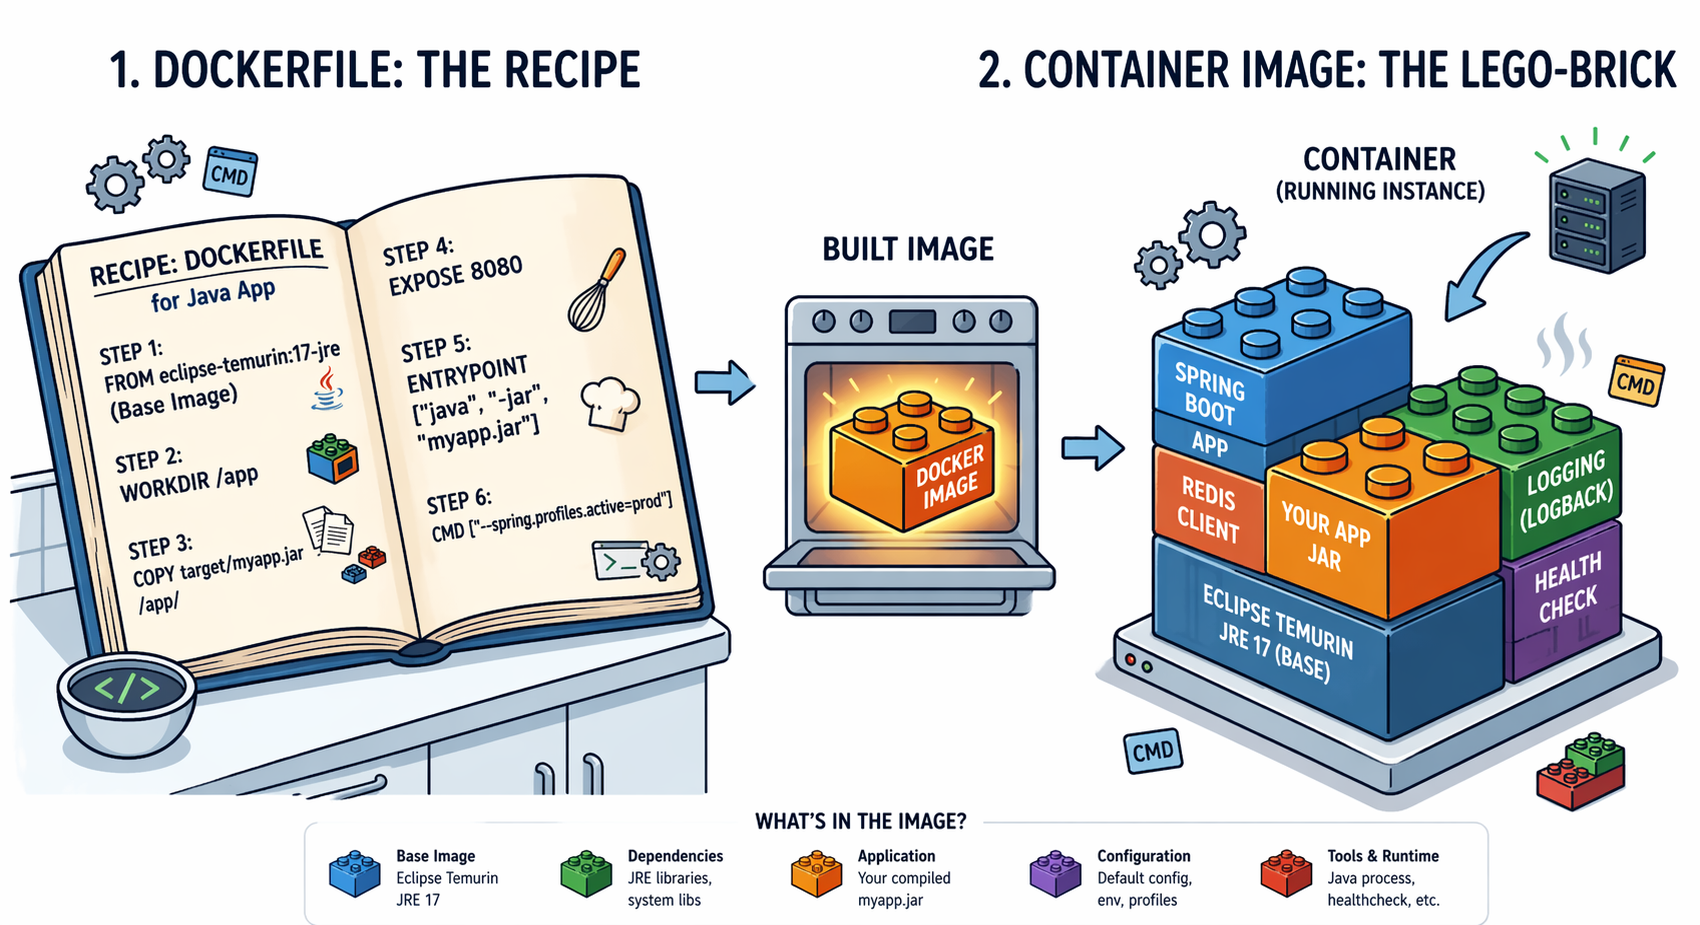 1. DOCKERFILE: THE RECIPE
CMD
RECIPE: DOCKERFILE
for Java App
STEP 1:
FROM eclipse-temurin:17-jre
(Base Image)
STEP 2:
WORKDIR /app
STEP 3:
COPY target/myapp.jar
/app/
STEP 4:
EXPOSE 8080
STEP 5:
ENTRYPOINT
["java", "-jar",
"myapp.jar"]
STEP 6:
CMD ["--spring.profiles.active=prod"]
>_
</>
BUILT IMAGE
DOCKER
IMAGE
2. CONTAINER IMAGE: THE LEGO-BRICK
CONTAINER
(RUNNING INSTANCE)
CMD
SPRING
BOOT
APP
REDIS
CLIENT
YOUR APP
JAR
LOGGING
(LOGBACK)
HEALTH
CHECK
ECLIPSE TEMURIN
JRE 17 (BASE)
CMD
WHAT'S IN THE IMAGE?
Base Image
Eclipse Temurin
JRE 17
Dependencies
JRE libraries,
system libs
Application
Your compiled
myapp.jar
Configuration
Default config,
env, profiles
Tools & Runtime
Java process,
healthcheck, etc.